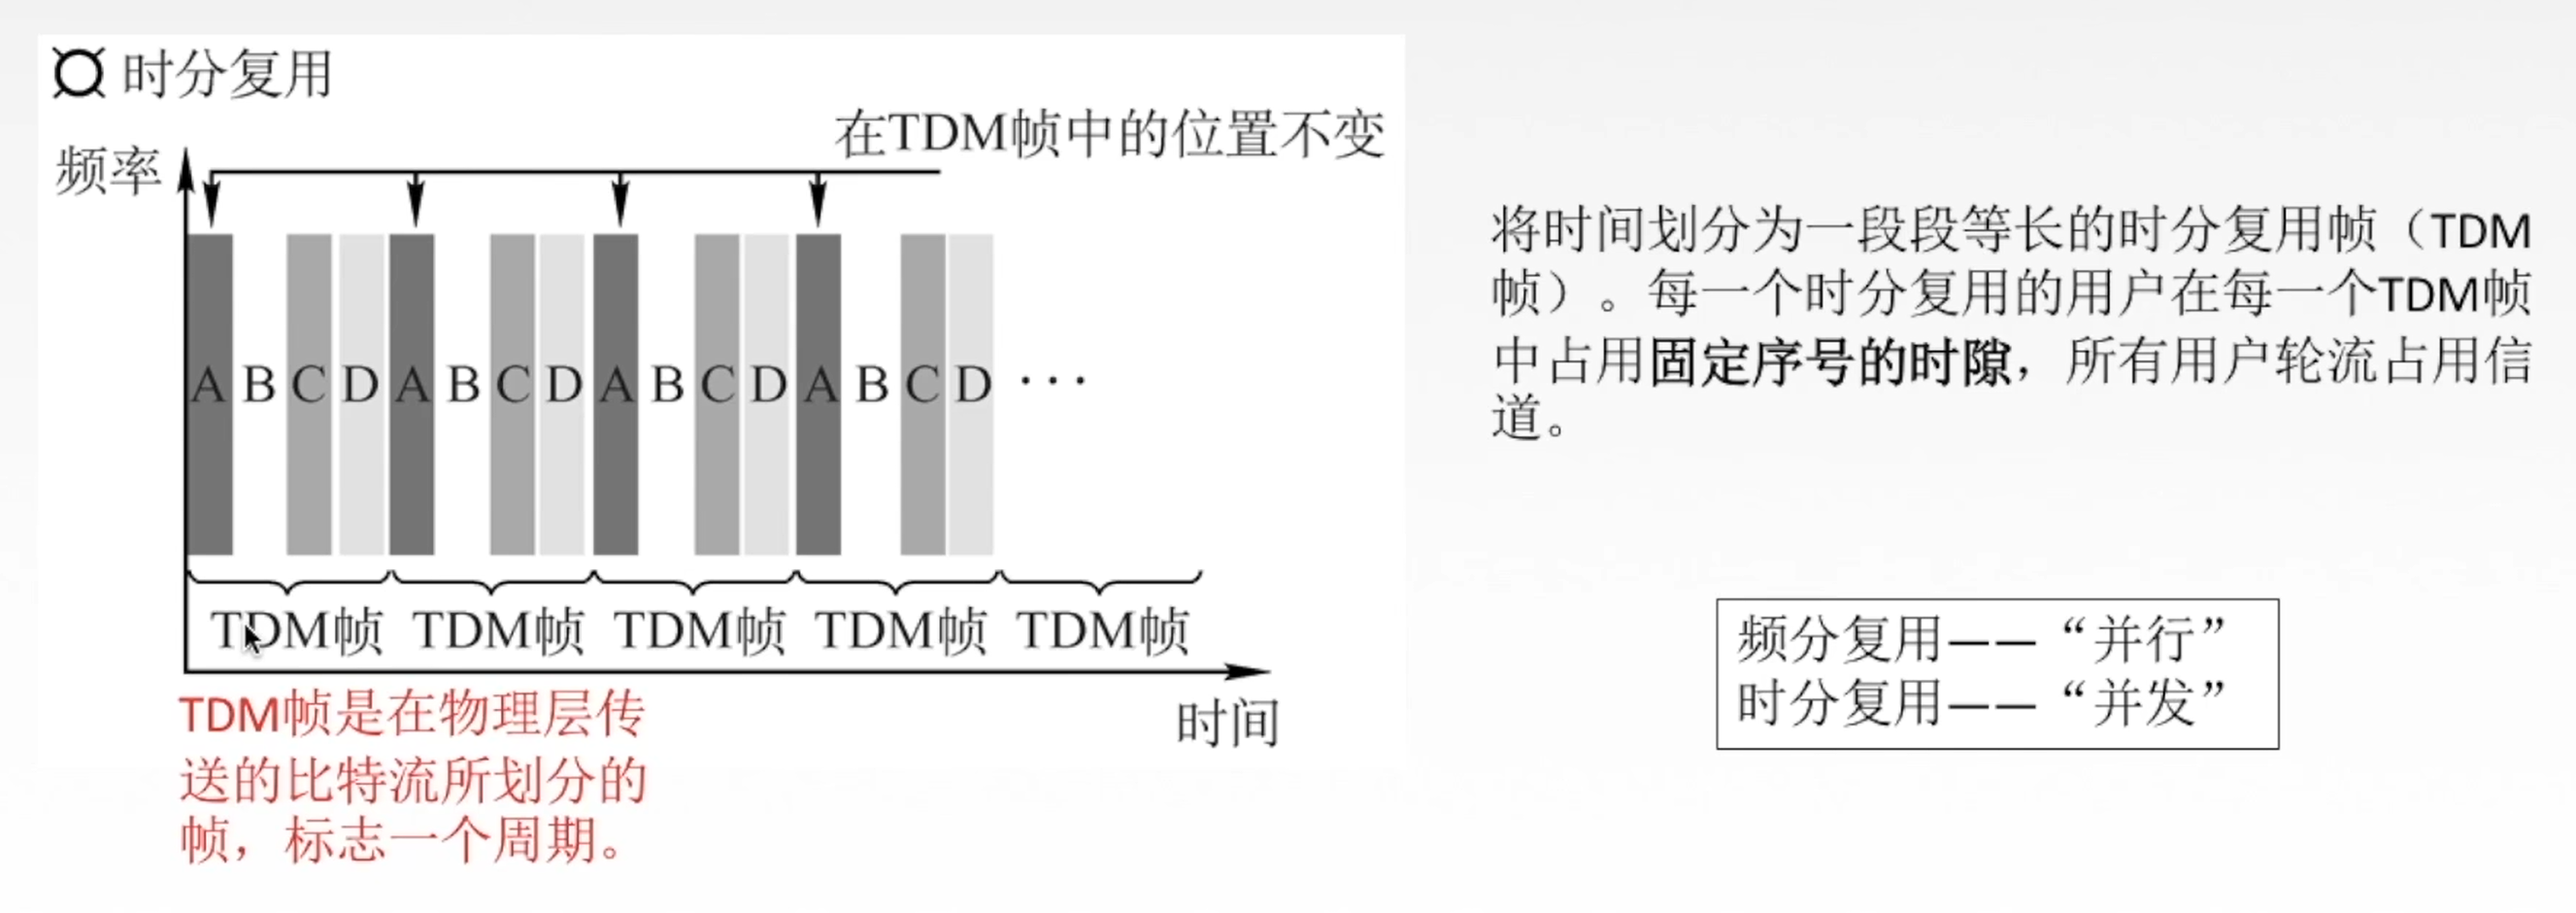 时分复用
在TDM帧中的位置不变
频率
A B C D A B C D A B C D A B C D ···
TDM帧 TDM帧 TDM帧 TDM帧 TDM帧
时间
TDM帧是在物理层传
送的比特流所划分的
帧，标志一个周期。
将时间划分为一段段等长的时分复用帧（TDM
帧）。每一个时分复用的用户在每一个TDM帧
中占用固定序号的时隙，所有用户轮流占用信
道。
频分复用——“并行”
时分复用——“并发”